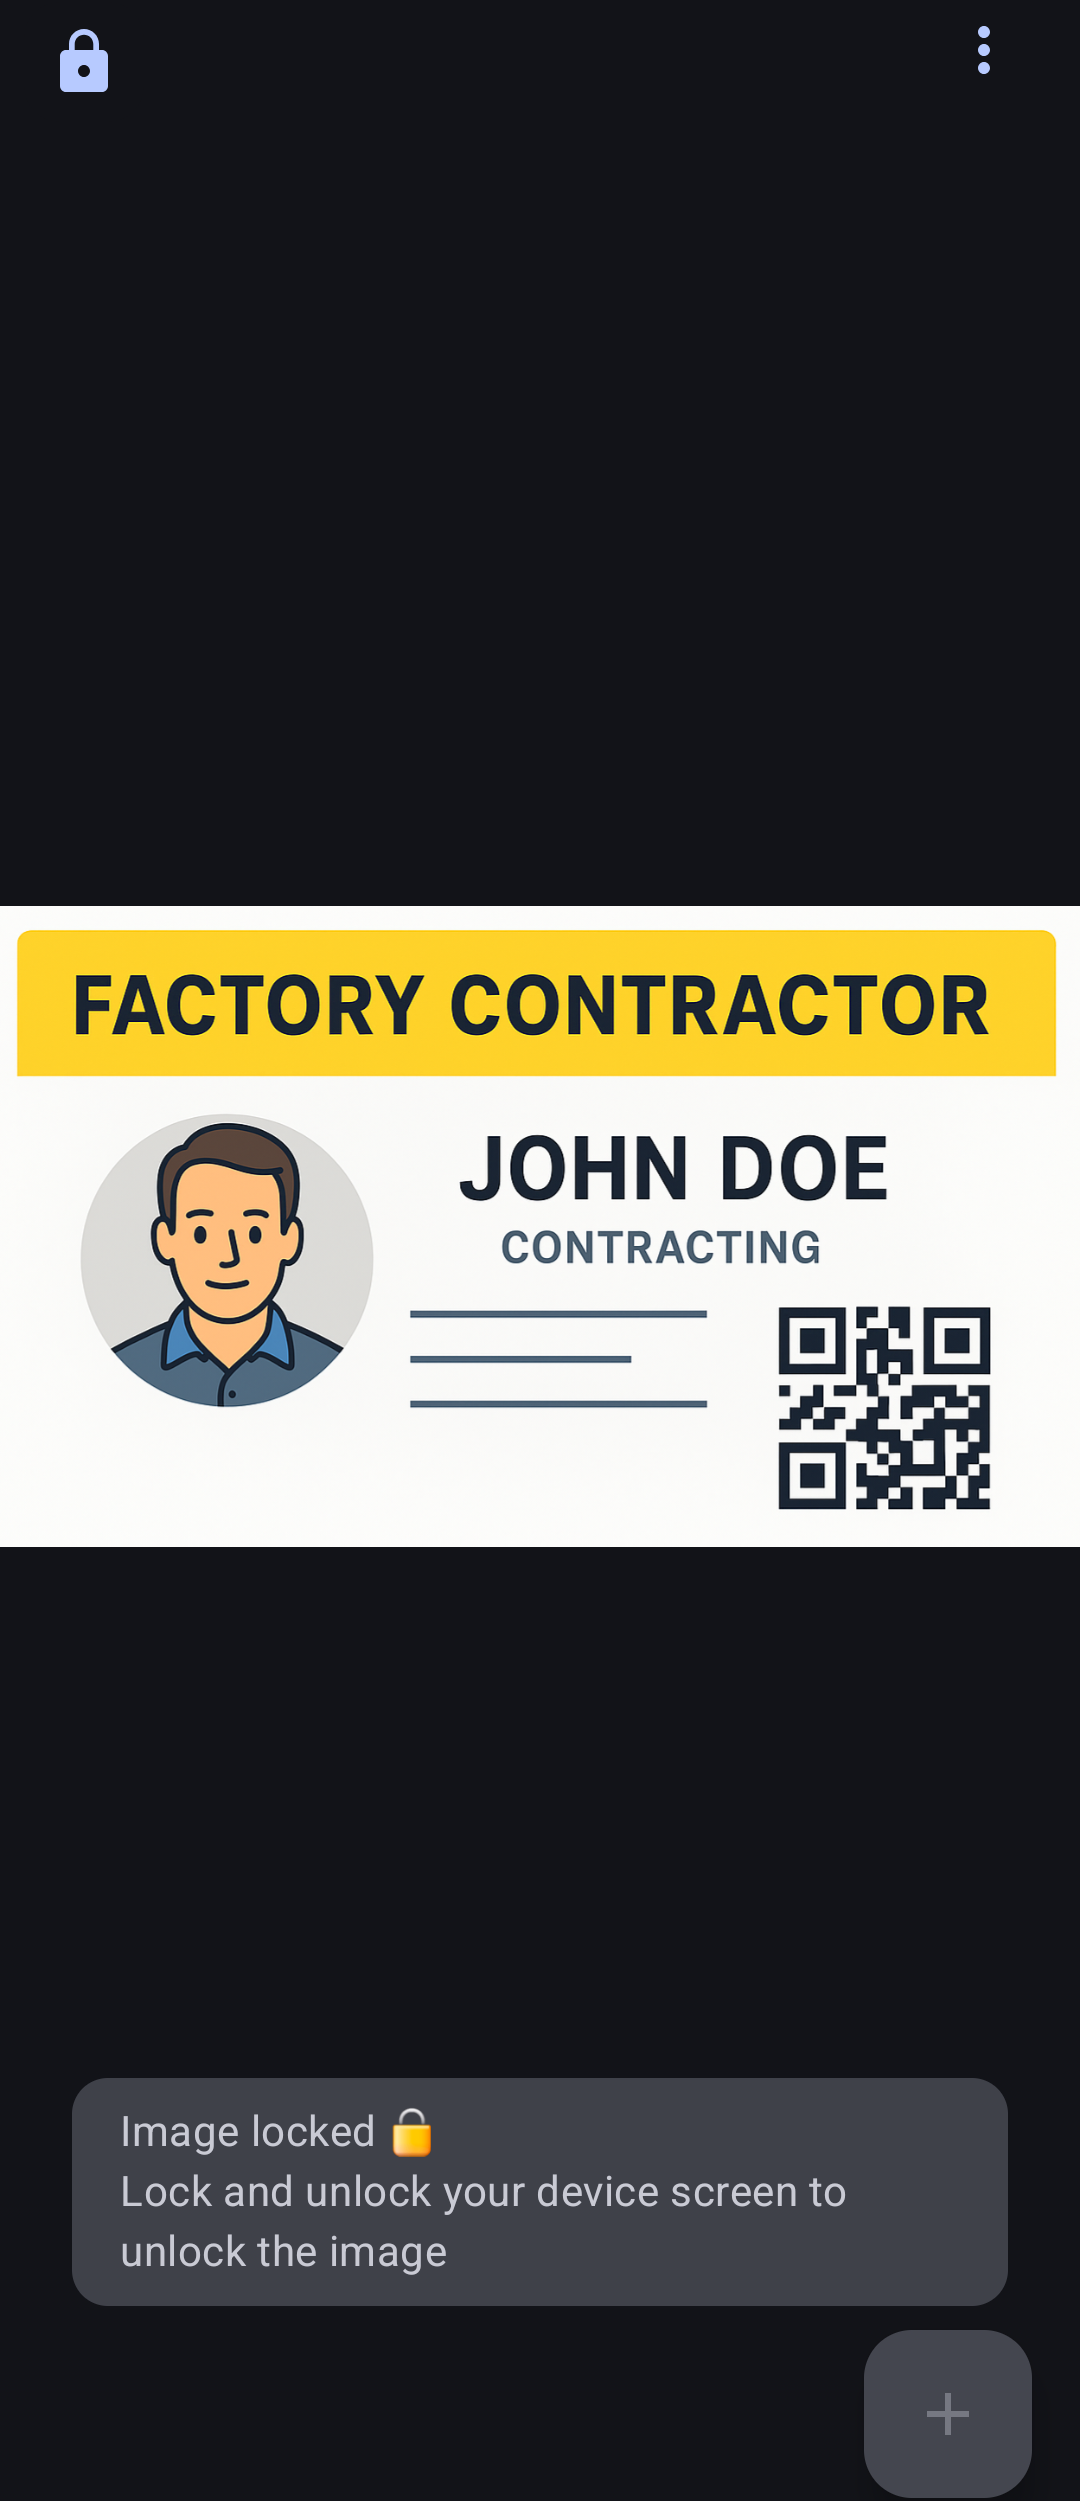 FACTORY CONTRACTOR
JOHN DOE
CONTRACTING
Image locked 🔒
Lock and unlock your device screen to
unlock the image